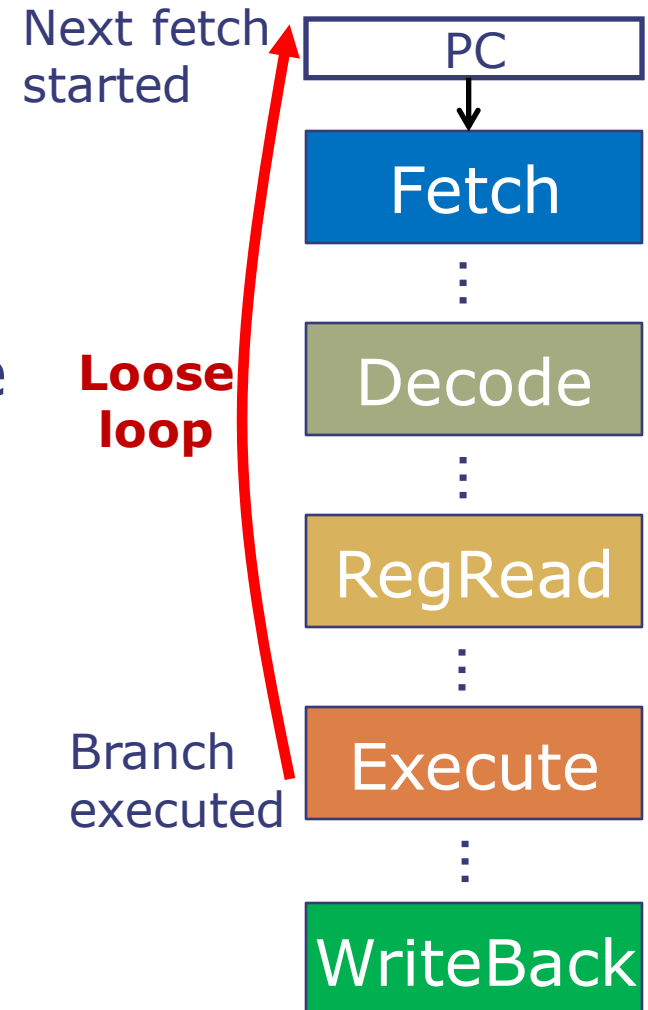 Next fetch
started
PC
Fetch
Decode
e
Loose
loop
RegRead
Branch
executed
Execute
WriteBack